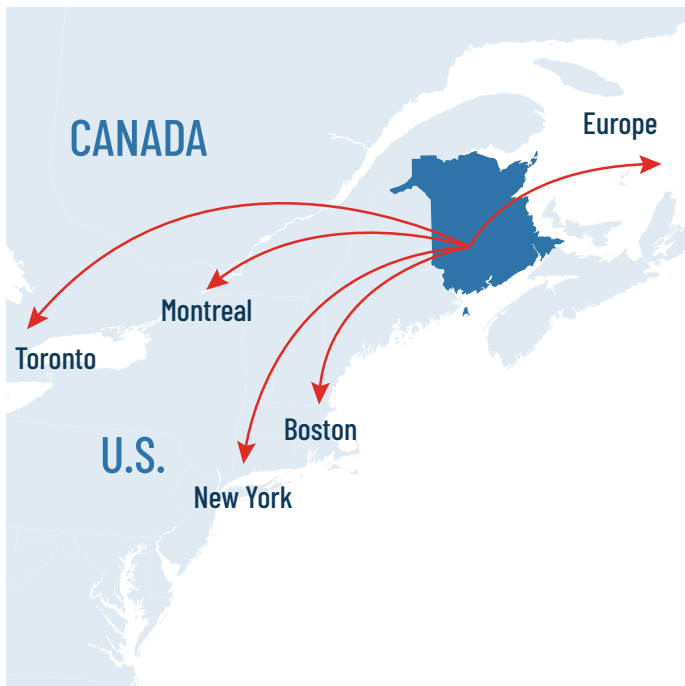 Europe
CANADA
Montreal
Toronto
Boston
U.S.
New York